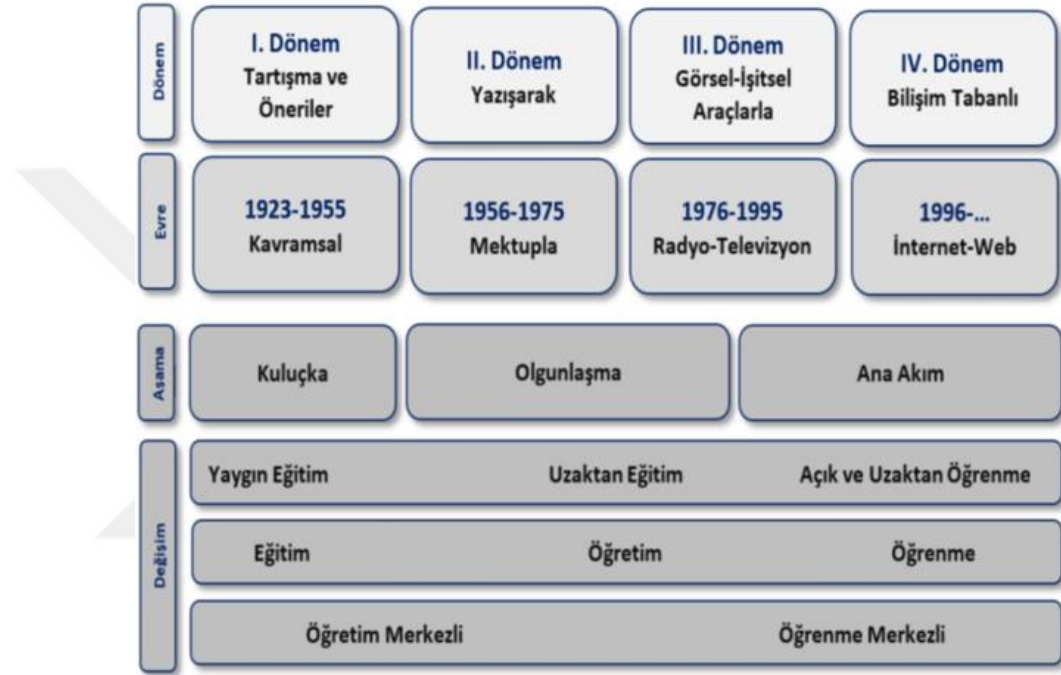 Dönem
I. Dönem
Tartışma ve
Öneriler
II. Dönem
Yazışarak
III. Dönem
Görsel-İşitsel
Araçlarla
IV. Dönem
Bilişim Tabanlı
Evre
1923-1955
Kavramsal
1956-1975
Mektupla
1976-1995
Radyo-Televizyon
1996-...
İnternet-Web
Asama
Kuluçka
Olgunlaşma
Ana Akım
Değişim
Yaygın Eğitim
Uzaktan Eğitim
Açık ve Uzaktan Öğrenme
Eğitim
Öğretim
Öğrenme
Öğretim Merkezli
Öğrenme Merkezli